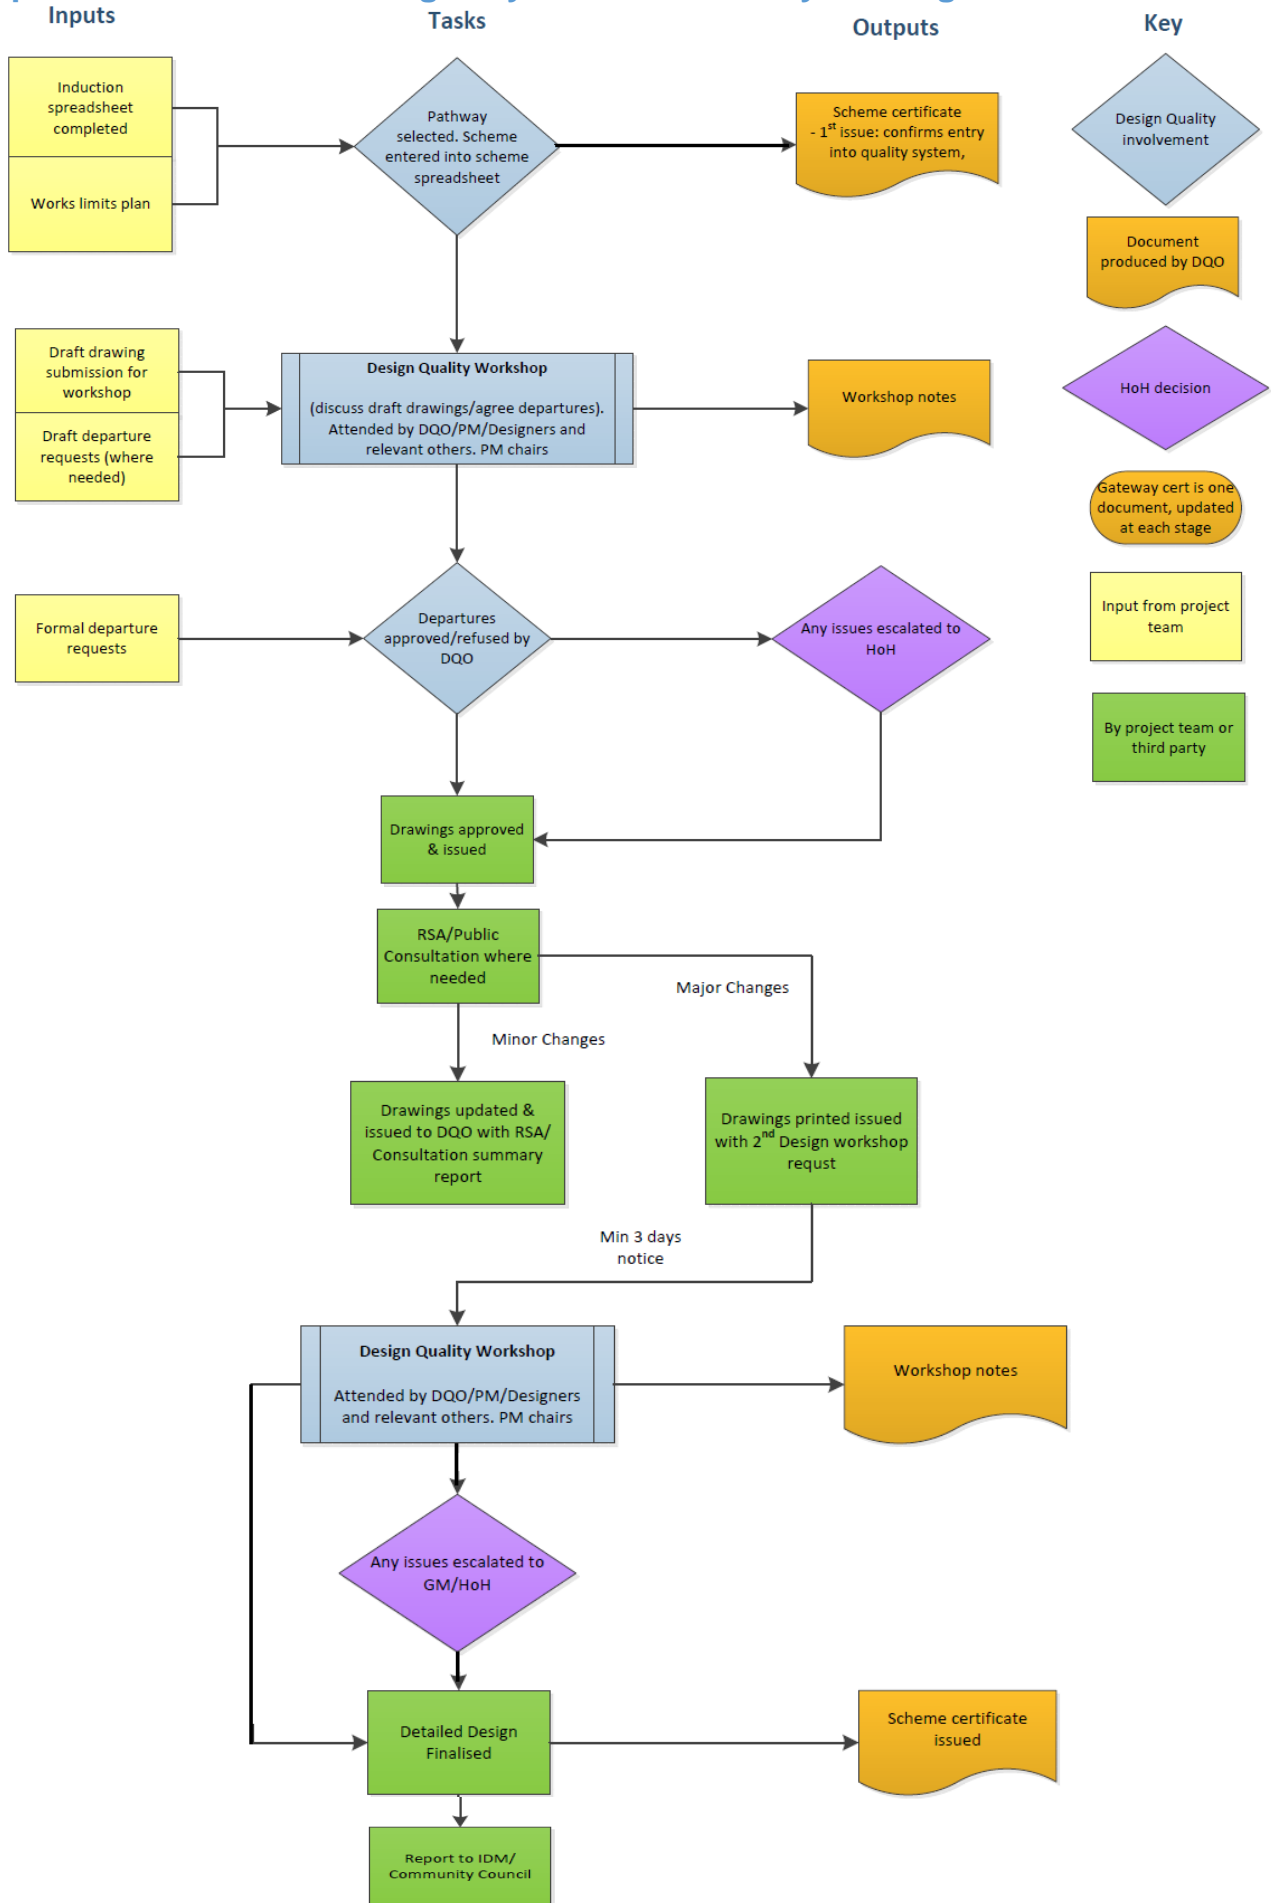 Inputs
Tasks
Outputs
Key
Induction
spreadsheet
completed
Works limits plan
Pathway
selected. Scheme
entered into scheme
spreadsheet
Scheme certificate
- 1st issue: confirms entry
into quality system,
Design Quality
involvement
Document
produced by DQO
Draft drawing
submission for
workshop
Draft departure
requests (where
needed)
Design Quality Workshop
(discuss draft drawings/agree departures).
Attended by DQO/PM/Designers and
relevant others. PM chairs
Workshop notes
HoH decision
Gateway cert is one
document, updated
at each stage
Formal departure
requests
Departures
approved/refused by
DQO
Any issues escalated to
HoH
Input from project
team
By project team or
third party
Drawings approved
& issued
RSA/Public
Consultation where
needed
Major Changes
Minor Changes
Drawings updated &
issued to DQO with RSA/
Consultation summary
report
Drawings printed issued
with 2nd Design workshop
requst
Min 3 days
notice
Design Quality Workshop
Attended by DQO/PM/Designers
and relevant others. PM chairs
Workshop notes
Any issues escalated to
GM/HoH
Detailed Design
Finalised
Scheme certificate
issued
Report to IDM/
Community Council